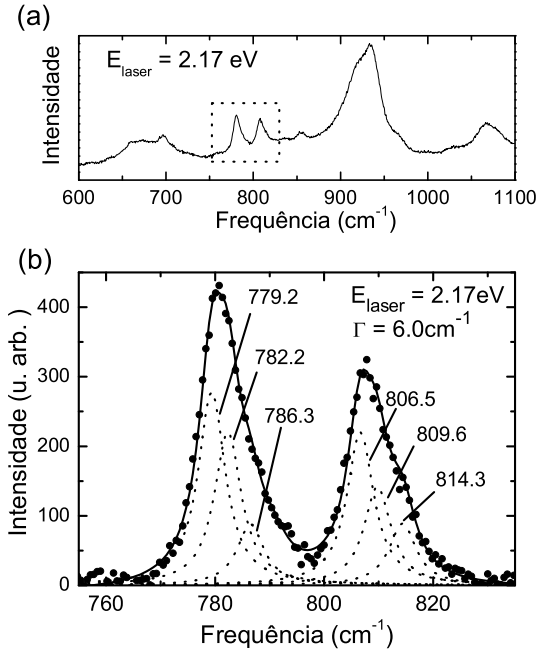 (a)
E_laser = 2.17 eV
Intensidade
600 700 800 900 1000 1100
Frequência (cm⁻¹)
(b)
E_laser = 2.17eV
Γ = 6.0cm⁻¹
779.2
782.2
786.3
806.5
809.6
814.3
Intensidade (u. arb. )
400
300
200
100
0
760 780 800 820
Frequência (cm⁻¹)